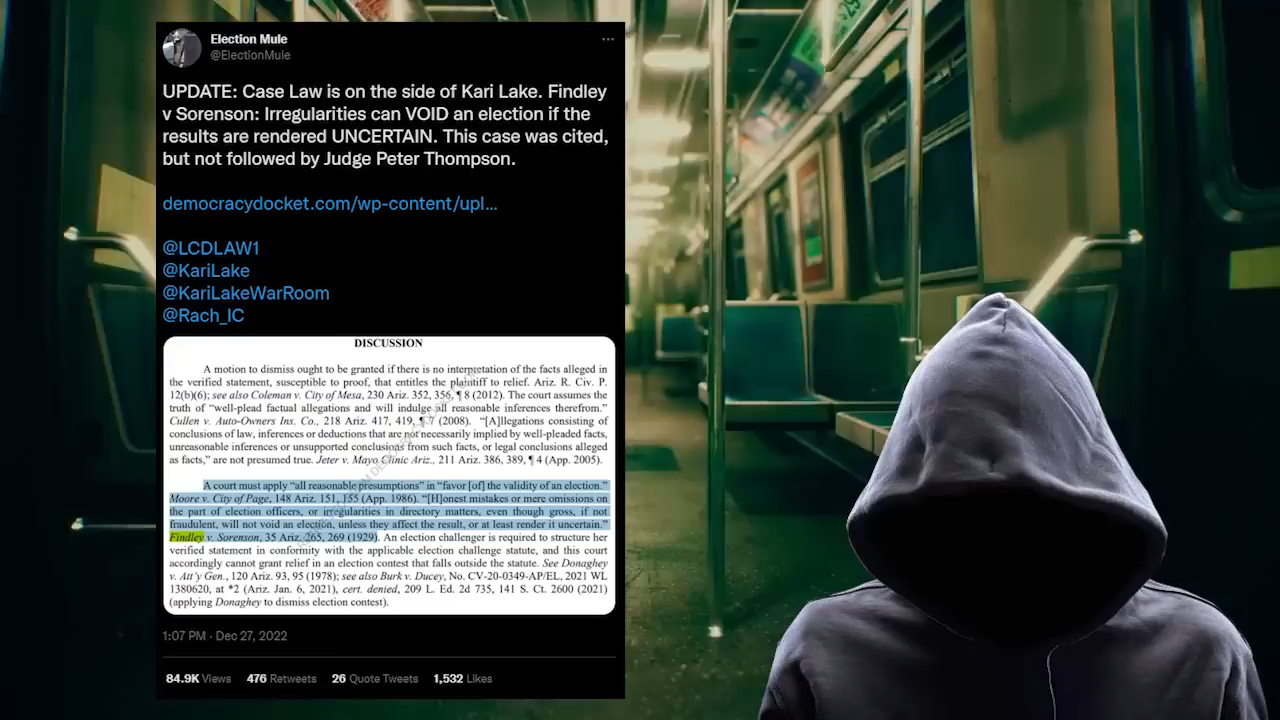 Election Mule
@ElectionMule
UPDATE: Case Law is on the side of Kari Lake. Findley
v Sorenson: Irregularities can VOID an election if the
results are rendered UNCERTAIN. This case was cited,
but not followed by Judge Peter Thompson.
democracydocket.com/wp-content/upl...
@LCDLAW1
@KariLake
@KariLakeWarRoom
@Rach_IC
DISCUSSION
A motion to dismiss ought to be granted if there is no interpretation of the facts alleged in
the verified statement, susceptible to proof, that entitles the plaintiff to relief. Ariz. R. Civ. P.
12(b)(6); see also Coleman v. City of Mesa, 230 Ariz. 352, 356, ¶ 8 (2012). The court assumes the
truth of “well-plead factual allegations and will indulge all reasonable inferences therefrom.”
Cullen v. Auto-Owners Ins. Co., 218 Ariz. 417, 419, ¶ 7 (2008). “[A]llegations consisting of
conclusions of law, inferences or deductions that are not necessarily implied by well-pleaded facts,
unreasonable inferences or unsupported conclusions from such facts, or legal conclusions alleged
as facts,” are not presumed true. Jeter v. Mayo Clinic Ariz., 211 Ariz. 386, 389, ¶ 4 (App. 2005).
A court must apply “all reasonable presumptions” in “favor [of] the validity of an election.”
Moore v. City of Page, 148 Ariz. 151, 155 (App. 1986). “[H]onest mistakes or mere omissions on
the part of election officers, or irregularities in directory matters, even though gross, if not
fraudulent, will not void an election, unless they affect the result, or at least render it uncertain.”
Findley v. Sorenson, 35 Ariz. 265, 269 (1929). An election challenger is required to structure her
verified statement in conformity with the applicable election challenge statute, and this court
accordingly cannot grant relief in an election contest that falls outside the statute. See Donaghey
v. Att’y Gen., 120 Ariz. 93, 95 (1978); see also Burk v. Ducey, No. CV-20-0349-AP/EL, 2021 WL
1380620, at *2 (Ariz. Jan. 6, 2021), cert. denied, 209 L. Ed. 2d 735, 141 S. Ct. 2600 (2021)
(applying Donaghey to dismiss election contest).
1:07 PM · Dec 27, 2022
84.9K Views 476 Retweets 26 Quote Tweets 1,532 Likes